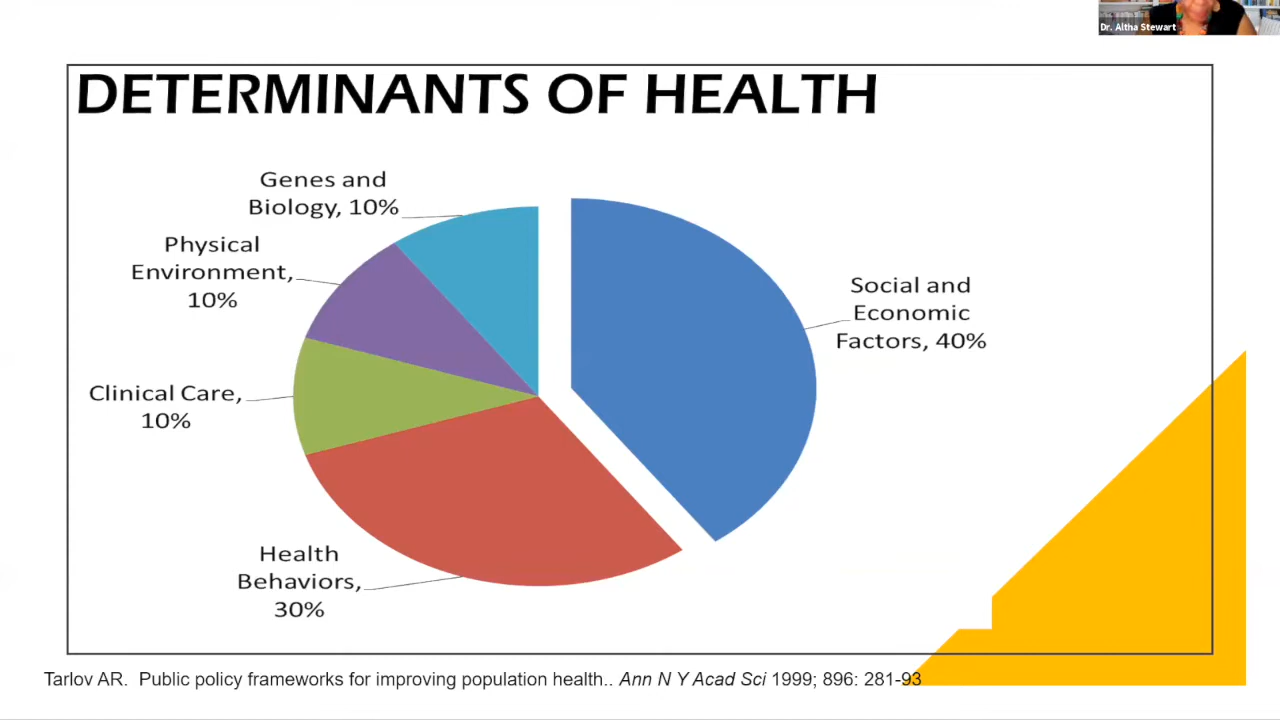 Dr. Altha Stewart
DETERMINANTS OF HEALTH
Genes and
Biology, 10%
Physical
Environment,
10%
Social and
Economic
Factors, 40%
Clinical Care,
10%
Health
Behaviors,
30%
Tarlov AR. Public policy frameworks for improving population health.. Ann N Y Acad Sci 1999; 896: 281-93